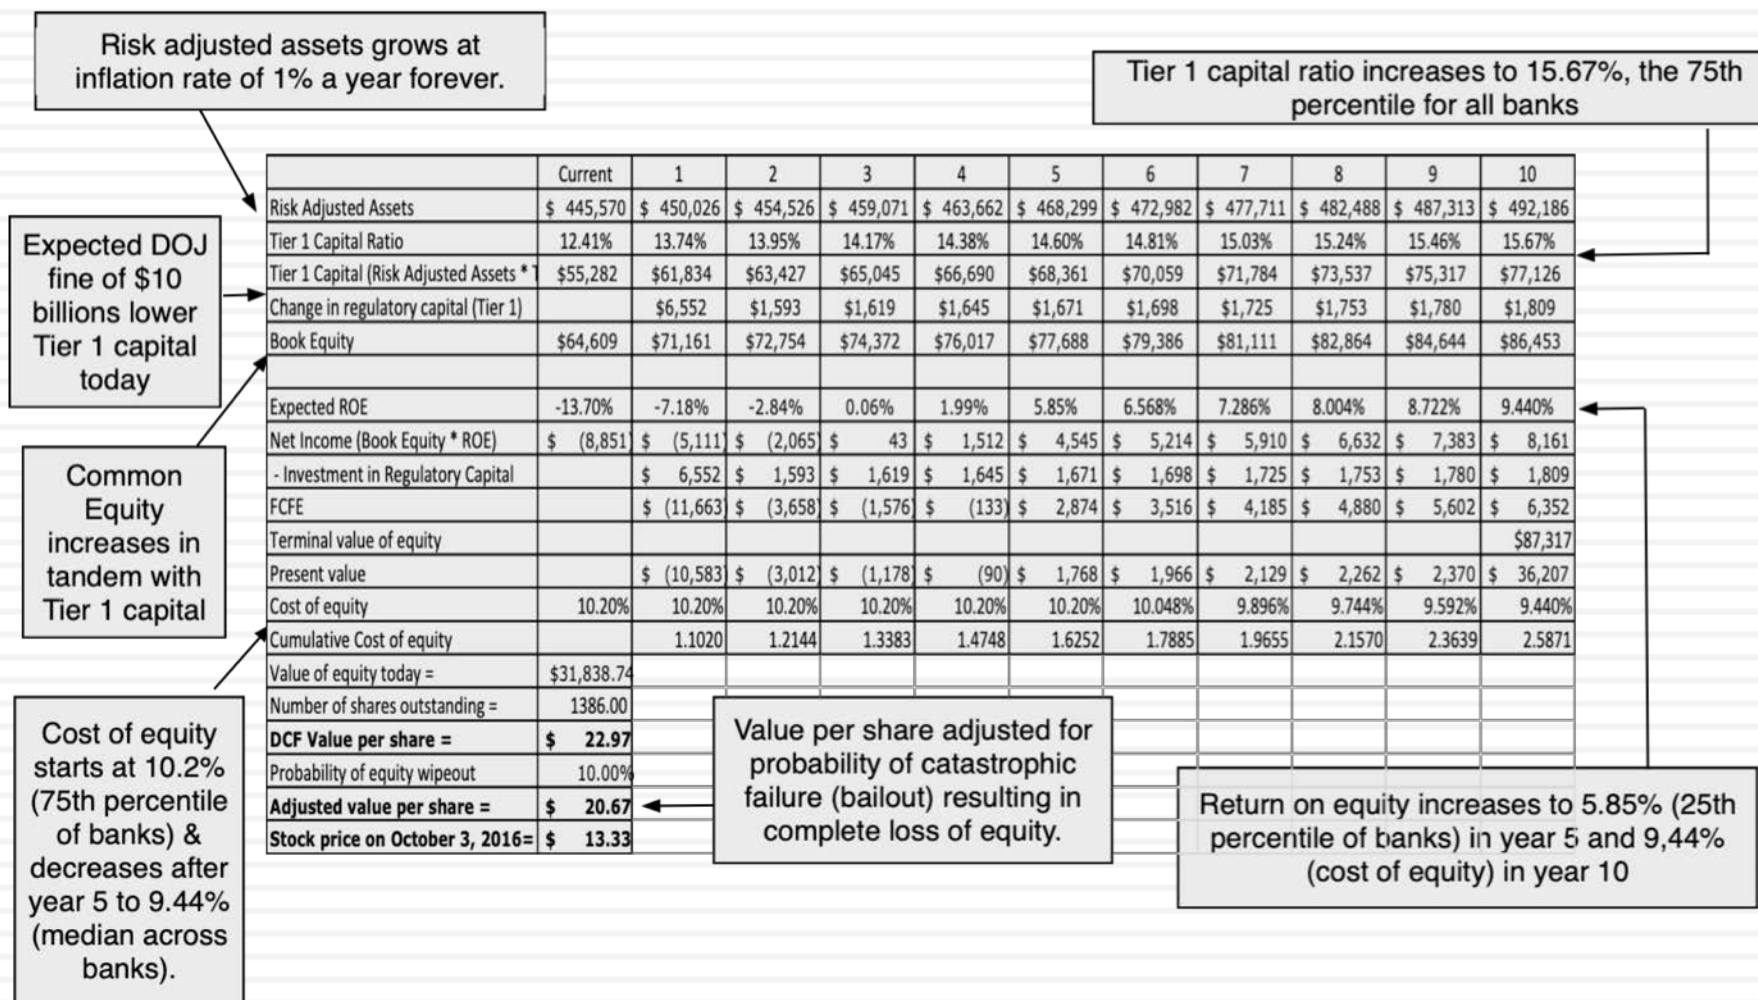 Risk adjusted assets grows at
inflation rate of 1% a year forever.
Tier 1 capital ratio increases to 15.67%, the 75th
percentile for all banks
Current 1 2 3 4 5 6 7 8 9 10
Risk Adjusted Assets $ 445,570 $ 450,026 $ 454,526 $ 459,071 $ 463,662 $ 468,299 $ 472,982 $ 477,711 $ 482,488 $ 487,313 $ 492,186
Tier 1 Capital Ratio 12.41% 13.74% 13.95% 14.17% 14.38% 14.60% 14.81% 15.03% 15.24% 15.46% 15.67%
Tier 1 Capital (Risk Adjusted Assets * T $55,282 $61,834 $63,427 $65,045 $66,690 $68,361 $70,059 $71,784 $73,537 $75,317 $77,126
Change in regulatory capital (Tier 1) $6,552 $1,593 $1,619 $1,645 $1,671 $1,698 $1,725 $1,753 $1,780 $1,809
Book Equity $64,609 $71,161 $72,754 $74,372 $76,017 $77,688 $79,386 $81,111 $82,864 $84,644 $86,453
Expected ROE -13.70% -7.18% -2.84% 0.06% 1.99% 5.85% 6.568% 7.286% 8.004% 8.722% 9.440%
Net Income (Book Equity * ROE) $ (8,851) $ (5,111) $ (2,065) $ 43 $ 1,512 $ 4,545 $ 5,214 $ 5,910 $ 6,632 $ 7,383 $ 8,161
- Investment in Regulatory Capital $ 6,552 $ 1,593 $ 1,619 $ 1,645 $ 1,671 $ 1,698 $ 1,725 $ 1,753 $ 1,780 $ 1,809
FCFE $ (11,663) $ (3,658) $ (1,576) $ (133) $ 2,874 $ 3,516 $ 4,185 $ 4,880 $ 5,602 $ 6,352
Terminal value of equity $87,317
Present value $ (10,583) $ (3,012) $ (1,178) $ (90) $ 1,768 $ 1,966 $ 2,129 $ 2,262 $ 2,370 $ 36,207
Cost of equity 10.20% 10.20% 10.20% 10.20% 10.20% 10.20% 10.048% 9.896% 9.744% 9.592% 9.440%
Cumulative Cost of equity 1.1020 1.2144 1.3383 1.4748 1.6252 1.7885 1.9655 2.1570 2.3639 2.5871
Value of equity today = $31,838.74
Number of shares outstanding = 1386.00
DCF Value per share = $ 22.97
Probability of equity wipeout 10.00%
Adjusted value per share = $ 20.67
Stock price on October 3, 2016= $ 13.33
Expected DOJ
fine of $10
billions lower
Tier 1 capital
today
Common
Equity
increases in
tandem with
Tier 1 capital
Cost of equity
starts at 10.2%
(75th percentile
of banks) &
decreases after
year 5 to 9.44%
(median across
banks).
Value per share adjusted for
probability of catastrophic
failure (bailout) resulting in
complete loss of equity.
Return on equity increases to 5.85% (25th
percentile of banks) in year 5 and 9,44%
(cost of equity) in year 10